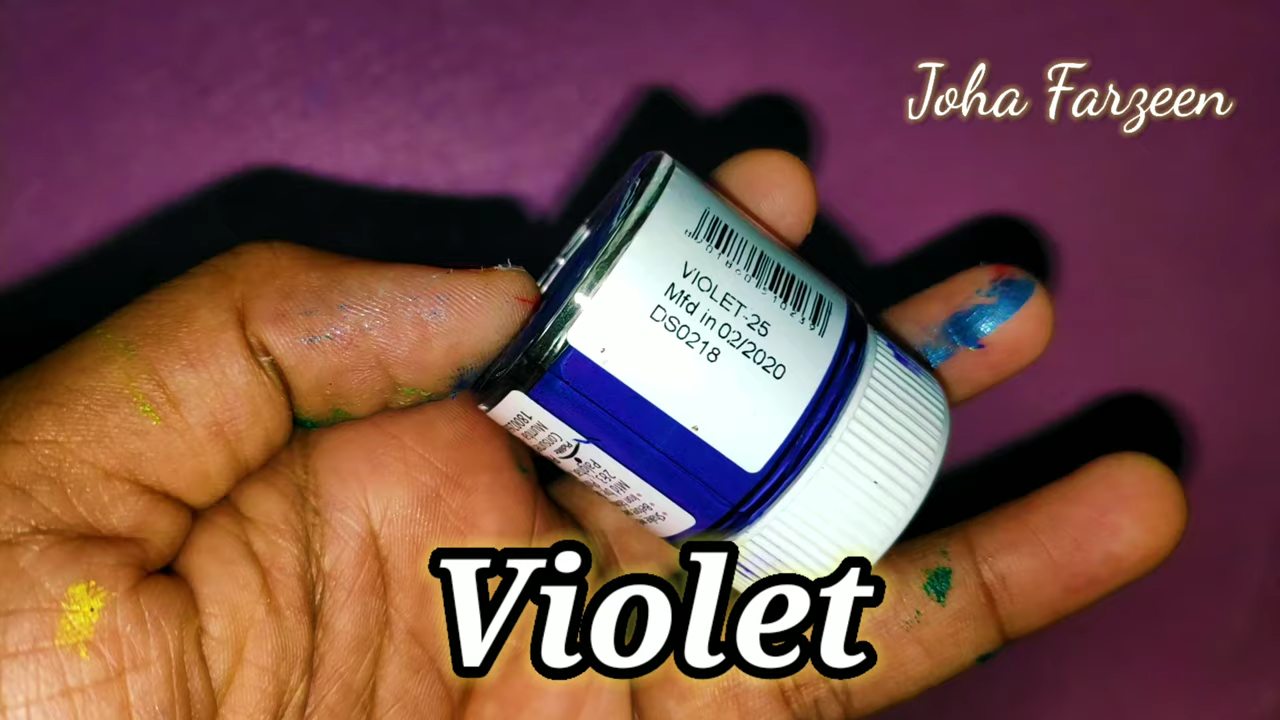 Joha Farzeen
VIOLET-25
Mfd in 02/2020
DS0218
Violet